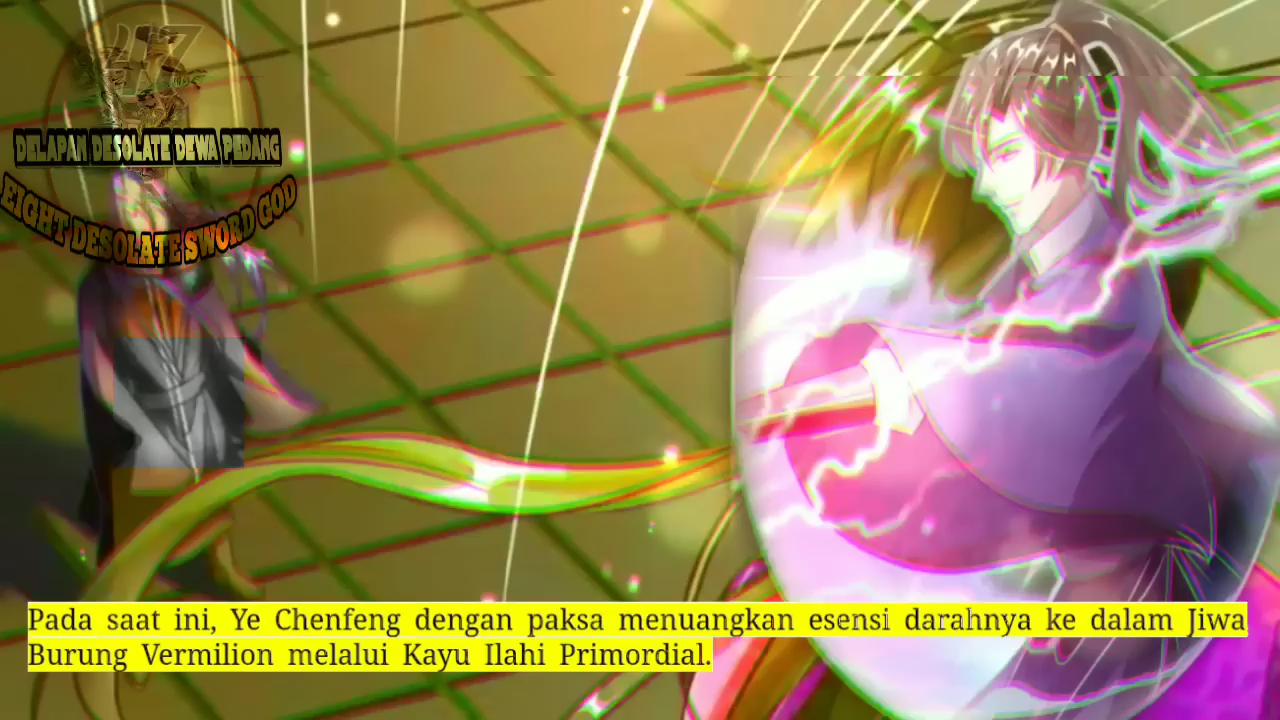 DELAPAN DESOLATE DEWA PEDANG
EIGHT DESOLATE SWORD GOD
Pada saat ini, Ye Chenfeng dengan paksa menuangkan esensi darahnya ke dalam Jiwa
Burung Vermilion melalui Kayu Ilahi Primordial.